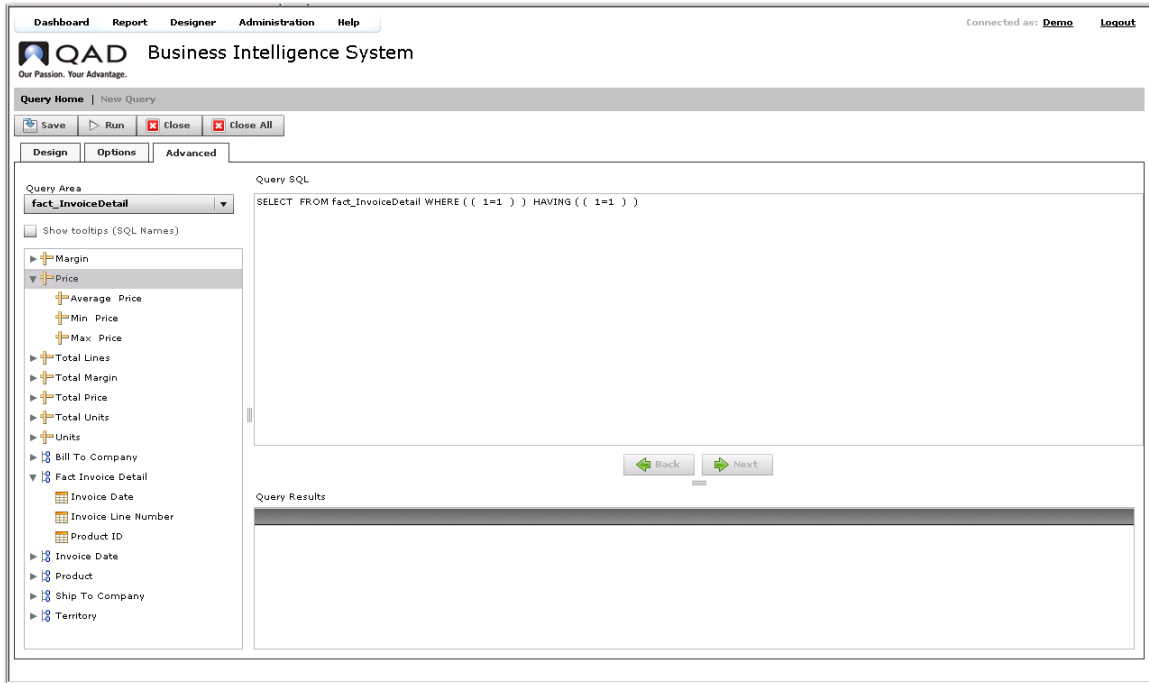 Dashboard Report Designer Administration Help Connected as: Demo Logout
QAD Business Intelligence System
Our Passion. Your Advantage.
Query Home | New Query
Save Run Close Close All
Design Options Advanced
Query Area
fact_InvoiceDetail
Show tooltips (SQL Names)
Margin
Price
Average Price
Min Price
Max Price
Total Lines
Total Margin
Total Price
Total Units
Units
Bill To Company
Fact Invoice Detail
Invoice Date
Invoice Line Number
Product ID
Invoice Date
Product
Ship To Company
Territory
Query SQL
SELECT FROM fact_InvoiceDetail WHERE ( ( 1=1 ) ) HAVING ( ( 1=1 ) )
Back Next
Query Results